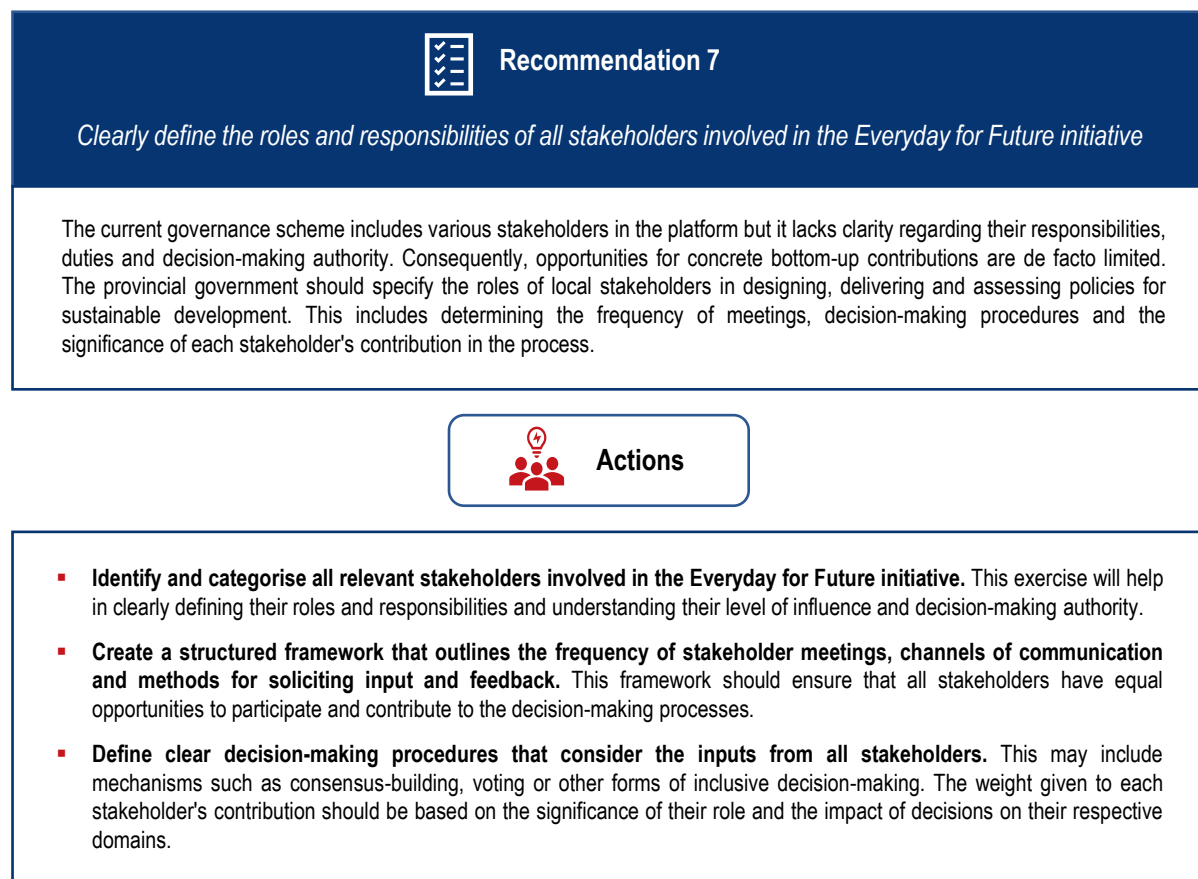 Recommendation 7
Clearly define the roles and responsibilities of all stakeholders involved in the Everyday for Future initiative
The current governance scheme includes various stakeholders in the platform but it lacks clarity regarding their responsibilities,
duties and decision-making authority. Consequently, opportunities for concrete bottom-up contributions are de facto limited.
The provincial government should specify the roles of local stakeholders in designing, delivering and assessing policies for
sustainable development. This includes determining the frequency of meetings, decision-making procedures and the
significance of each stakeholder's contribution in the process.
Actions
▪ Identify and categorise all relevant stakeholders involved in the Everyday for Future initiative. This exercise will help
in clearly defining their roles and responsibilities and understanding their level of influence and decision-making authority.
▪ Create a structured framework that outlines the frequency of stakeholder meetings, channels of communication
and methods for soliciting input and feedback. This framework should ensure that all stakeholders have equal
opportunities to participate and contribute to the decision-making processes.
▪ Define clear decision-making procedures that consider the inputs from all stakeholders. This may include
mechanisms such as consensus-building, voting or other forms of inclusive decision-making. The weight given to each
stakeholder's contribution should be based on the significance of their role and the impact of decisions on their respective
domains.